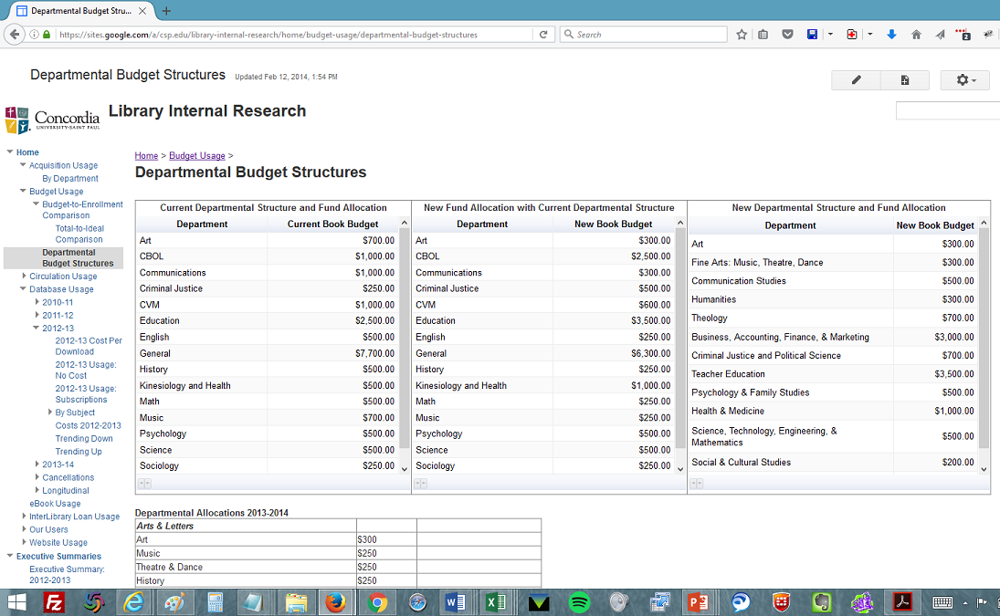 Departmental Budget Stru...
https://sites.google.com/a/csp.edu/library-internal-research/home/budget-usage/departmental-budget-structures
Search
2
Departmental Budget Structures Updated Feb 12, 2014, 1:54 PM
Concordia
UNIVERSITY·SAINT PAUL
Library Internal Research
Home
Acquisition Usage
By Department
Budget Usage
Budget-to-Enrollment
Comparison
Total-to-Ideal
Comparison
Departmental
Budget Structures
Circulation Usage
Database Usage
2010-11
2011-12
2012-13
2012-13 Cost Per
Download
2012-13 Usage:
No Cost
2012-13 Usage:
Subscriptions
By Subject
Costs 2012-2013
Trending Down
Trending Up
2013-14
Cancellations
Longitudinal
eBook Usage
InterLibrary Loan Usage
Our Users
Website Usage
Executive Summaries
Executive Summary:
2012-2013
Home > Budget Usage >
Departmental Budget Structures
Current Departmental Structure and Fund Allocation
Department Current Book Budget
Art $700.00
CBOL $1,000.00
Communications $1,000.00
Criminal Justice $250.00
CVM $1,000.00
Education $2,500.00
English $500.00
General $7,700.00
History $500.00
Kinesiology and Health $500.00
Math $500.00
Music $700.00
Psychology $500.00
Science $500.00
Sociology $250.00
New Fund Allocation with Current Departmental Structure
Department New Book Budget
Art $300.00
CBOL $2,500.00
Communications $300.00
Criminal Justice $500.00
CVM $600.00
Education $3,500.00
English $250.00
General $6,300.00
History $250.00
Kinesiology and Health $1,000.00
Math $250.00
Music $250.00
Psychology $500.00
Science $500.00
Sociology $200.00
New Departmental Structure and Fund Allocation
Department New Book Budget
Art $300.00
Fine Arts: Music, Theatre, Dance $300.00
Communication Studies $500.00
Humanities $300.00
Theology $700.00
Business, Accounting, Finance, & Marketing $3,000.00
Criminal Justice and Political Science $700.00
Teacher Education $3,500.00
Psychology & Family Studies $500.00
Health & Medicine $1,000.00
Science, Technology, Engineering, &
Mathematics $500.00
Social & Cultural Studies $200.00
Departmental Allocations 2013-2014
Arts & Letters
Art $300
Music $250
Theatre & Dance $250
History $250